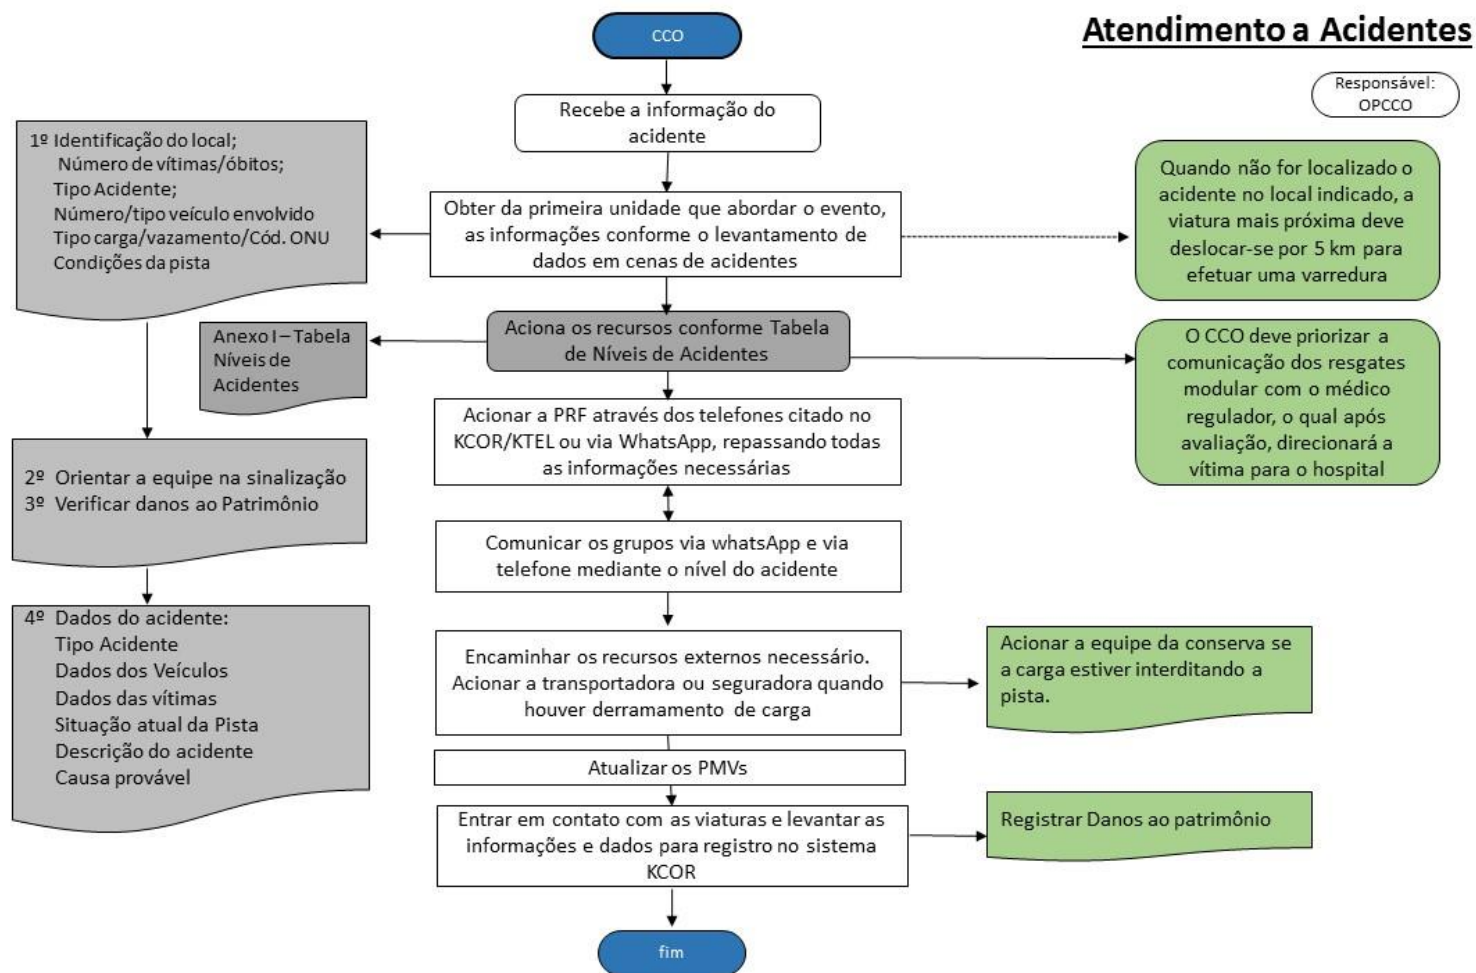 CCO
Atendimento a Acidentes
Responsável:
OPCCO
Recebe a informação do
acidente
1º Identificação do local;
Número de vítimas/óbitos;
Tipo Acidente;
Número/tipo veículo envolvido
Tipo carga/vazamento/Cód. ONU
Condições da pista
Obter da primeira unidade que abordar o evento,
as informações conforme o levantamento de
dados em cenas de acidentes
Quando não for localizado o
acidente no local indicado, a
viatura mais próxima deve
deslocar-se por 5 km para
efetuar uma varredura
Anexo I – Tabela
Níveis de
Acidentes
Aciona os recursos conforme Tabela
de Níveis de Acidentes
O CCO deve priorizar a
comunicação dos resgates
modular com o médico
regulador, o qual após
avaliação, direcionará a
vítima para o hospital
Acionar a PRF através dos telefones citado no
KCOR/KTEL ou via WhatsApp, repassando todas
as informações necessárias
2º Orientar a equipe na sinalização
3º Verificar danos ao Patrimônio
Comunicar os grupos via whatsApp e via
telefone mediante o nível do acidente
4º Dados do acidente:
Tipo Acidente
Dados dos Veículos
Dados das vítimas
Situação atual da Pista
Descrição do acidente
Causa provável
Encaminhar os recursos externos necessário.
Acionar a transportadora ou seguradora quando
houver derramamento de carga
Acionar a equipe da conserva se
a carga estiver interditando a
pista.
Atualizar os PMVs
Entrar em contato com as viaturas e levantar as
informações e dados para registro no sistema
KCOR
Registrar Danos ao patrimônio
fim